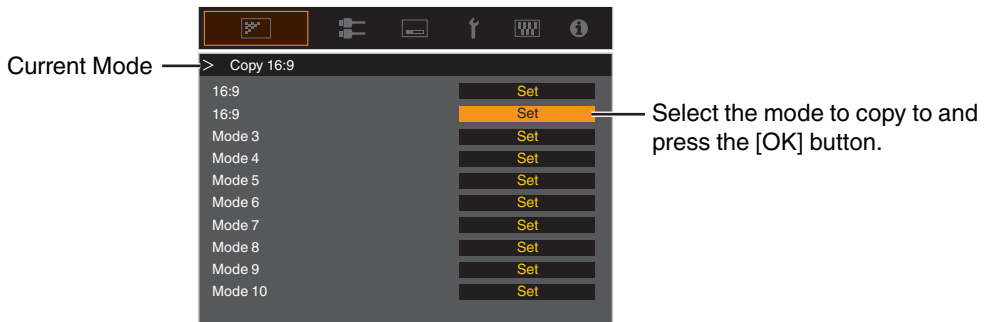 Current Mode
> Copy 16:9
16:9 Set
16:9 Set
Select the mode to copy to and
press the [OK] button.
Mode 3 Set
Mode 4 Set
Mode 5 Set
Mode 6 Set
Mode 7 Set
Mode 8 Set
Mode 9 Set
Mode 10 Set